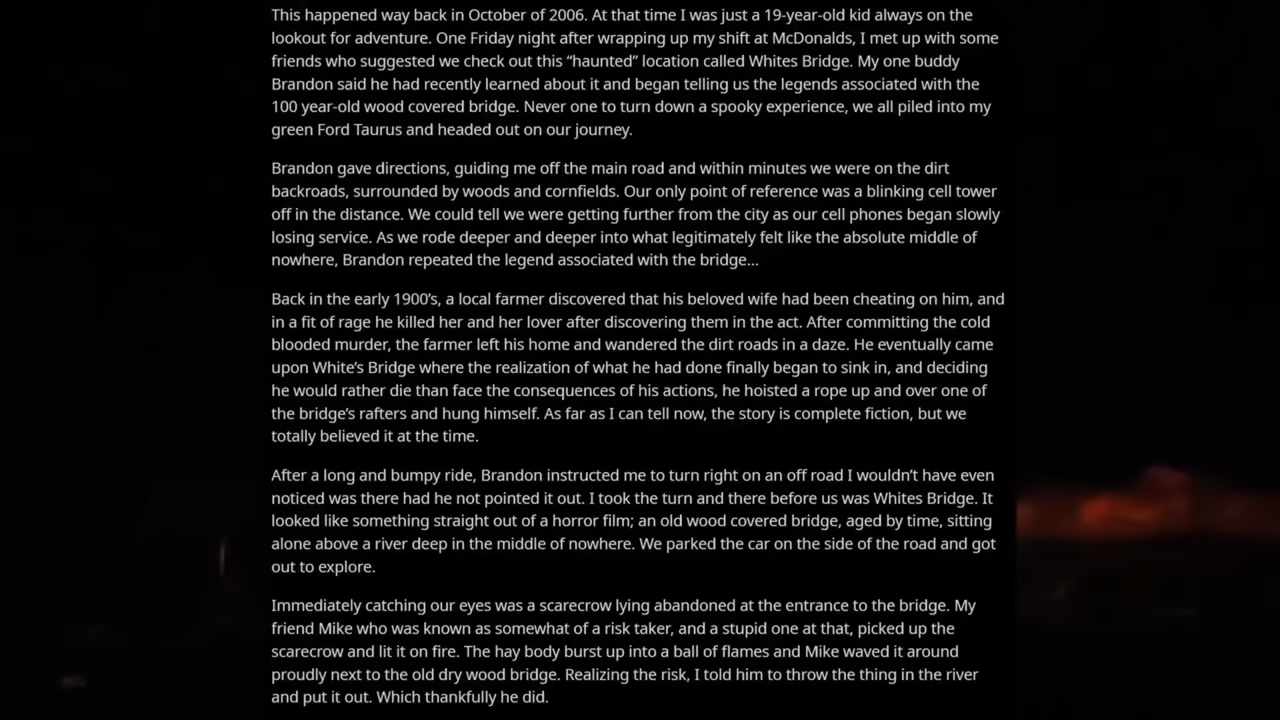 This happened way back in October of 2006. At that time I was just a 19-year-old kid always on the
lookout for adventure. One Friday night after wrapping up my shift at McDonalds, I met up with some
friends who suggested we check out this “haunted” location called Whites Bridge. My one buddy
Brandon said he had recently learned about it and began telling us the legends associated with the
100 year-old wood covered bridge. Never one to turn down a spooky experience, we all piled into my
green Ford Taurus and headed out on our journey.
Brandon gave directions, guiding me off the main road and within minutes we were on the dirt
backroads, surrounded by woods and cornfields. Our only point of reference was a blinking cell tower
off in the distance. We could tell we were getting further from the city as our cell phones began slowly
losing service. As we rode deeper and deeper into what legitimately felt like the absolute middle of
nowhere, Brandon repeated the legend associated with the bridge...
Back in the early 1900’s, a local farmer discovered that his beloved wife had been cheating on him, and
in a fit of rage he killed her and her lover after discovering them in the act. After committing the cold
blooded murder, the farmer left his home and wandered the dirt roads in a daze. He eventually came
upon White’s Bridge where the realization of what he had done finally began to sink in, and deciding
he would rather die than face the consequences of his actions, he hoisted a rope up and over one of
the bridge’s rafters and hung himself. As far as I can tell now, the story is complete fiction, but we
totally believed it at the time.
After a long and bumpy ride, Brandon instructed me to turn right on an off road I wouldn’t have even
noticed was there had he not pointed it out. I took the turn and there before us was Whites Bridge. It
looked like something straight out of a horror film; an old wood covered bridge, aged by time, sitting
alone above a river deep in the middle of nowhere. We parked the car on the side of the road and got
out to explore.
Immediately catching our eyes was a scarecrow lying abandoned at the entrance to the bridge. My
friend Mike who was known as somewhat of a risk taker, and a stupid one at that, picked up the
scarecrow and lit it on fire. The hay body burst up into a ball of flames and Mike waved it around
proudly next to the old dry wood bridge. Realizing the risk, I told him to throw the thing in the river
and put it out. Which thankfully he did.